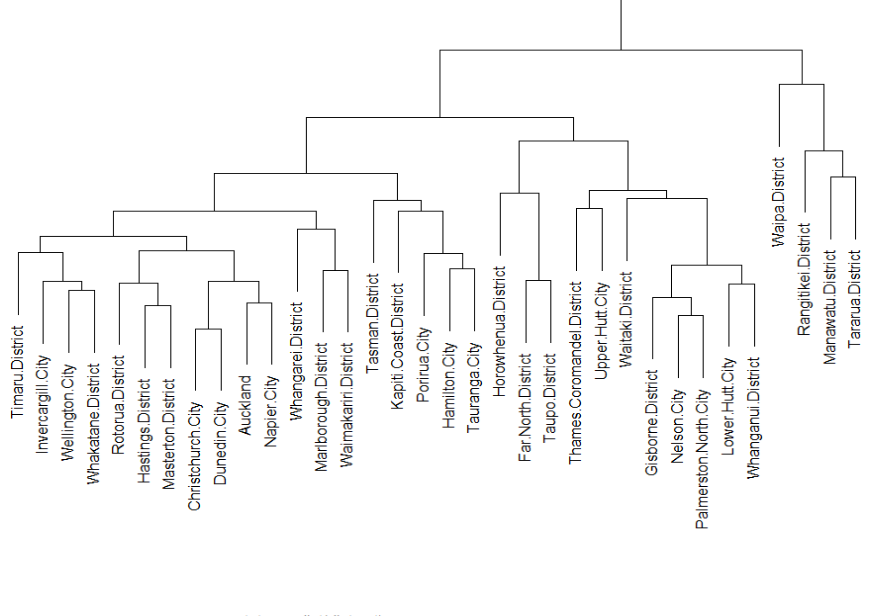 Timaru.District
Invercargill.City
Wellington.City
Whakatane.District
Rotorua.District
Hastings.District
Masterton.District
Christchurch.City
Dunedin.City
Auckland
Napier.City
Whangarei.District
Marlborough.District
Waimakariri.District
Tasman.District
Kapiti.Coast.District
Porirua.City
Hamilton.City
Tauranga.City
Horowhenua.District
Far.North.District
Taupo.District
Thames.Coromandel.District
Upper.Hutt.City
Waitaki.District
Gisborne.District
Nelson.City
Palmerston.North.City
Lower.Hutt.City
Whanganui.District
Waipa.District
Rangitikei.District
Manawatu.District
Tararua.District